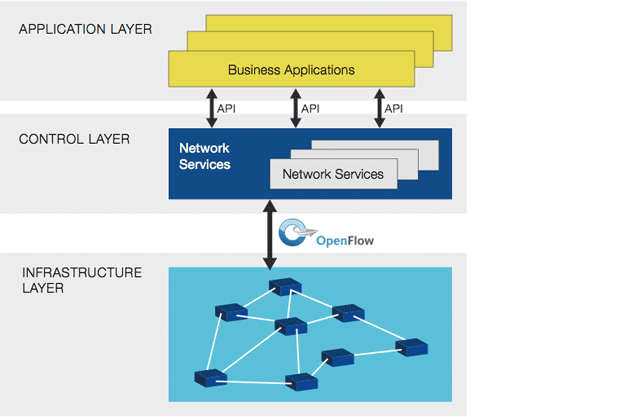 APPLICATION LAYER
Business Applications
API
API
API
CONTROL LAYER
Network
Services
Network Services
OpenFlow
INFRASTRUCTURE
LAYER